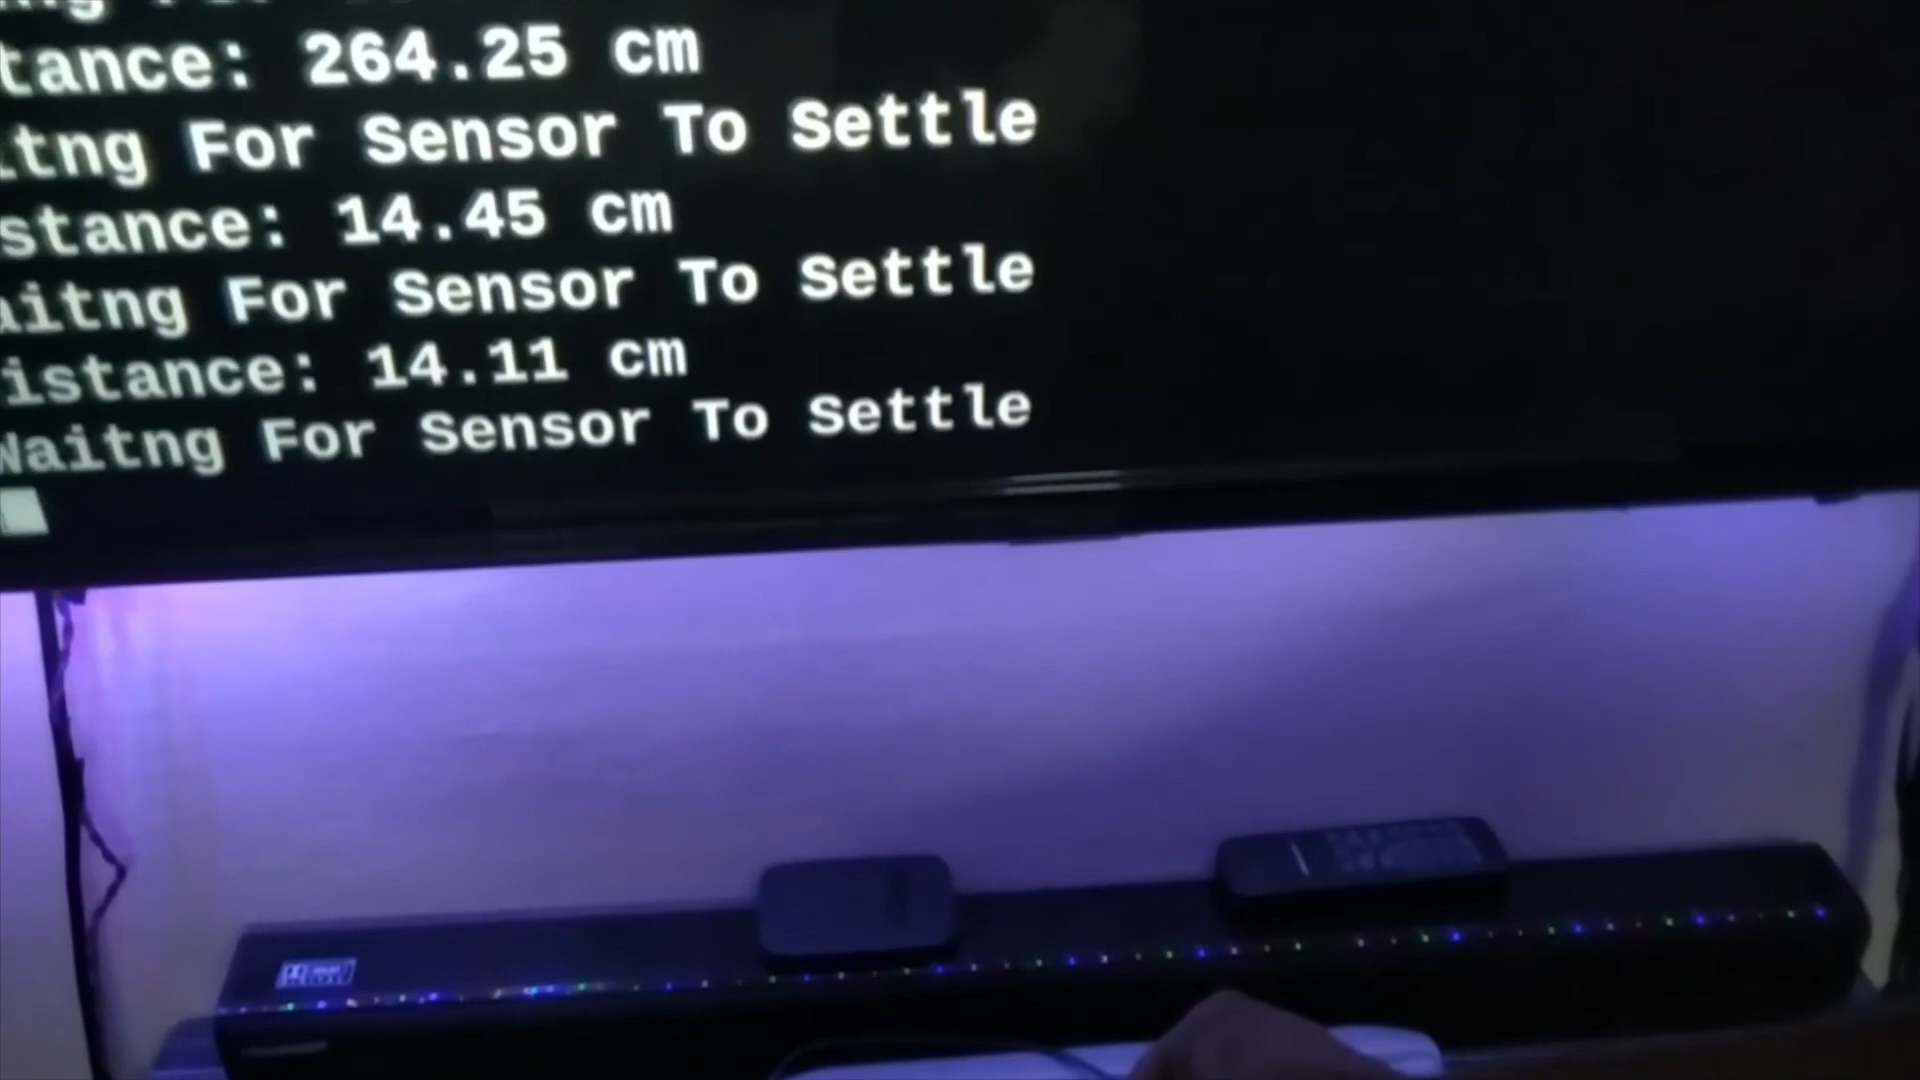 tance: 264.25 cm
itng For Sensor To Settle
stance: 14.45 cm
aitng For Sensor To Settle
istance: 14.11 cm
Waitng For Sensor To Settle